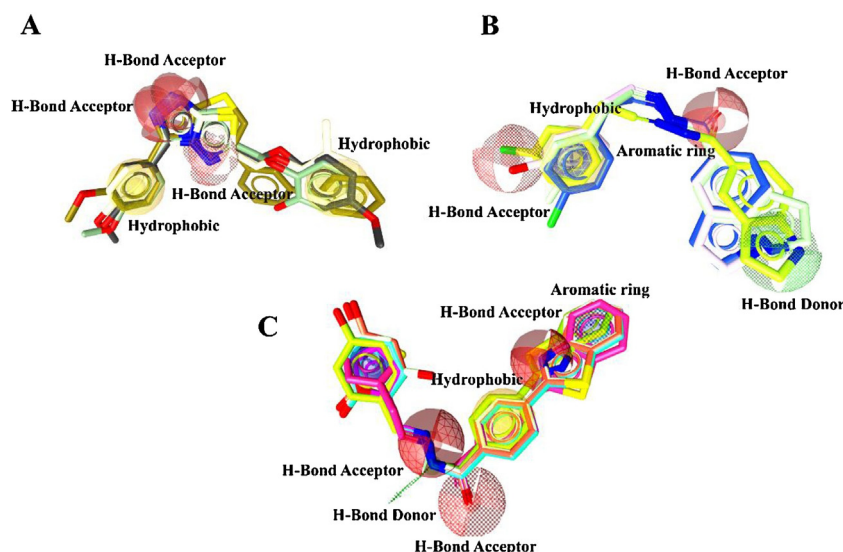 A
H-Bond Acceptor
H-Bond Acceptor
Hydrophobic
H-Bond Acceptor
Hydrophobic
B
H-Bond Acceptor
Hydrophobic
Aromatic ring
H-Bond Acceptor
H-Bond Donor
C
Aromatic ring
H-Bond Acceptor
Hydrophobic
H-Bond Acceptor
H-Bond Donor
H-Bond Acceptor